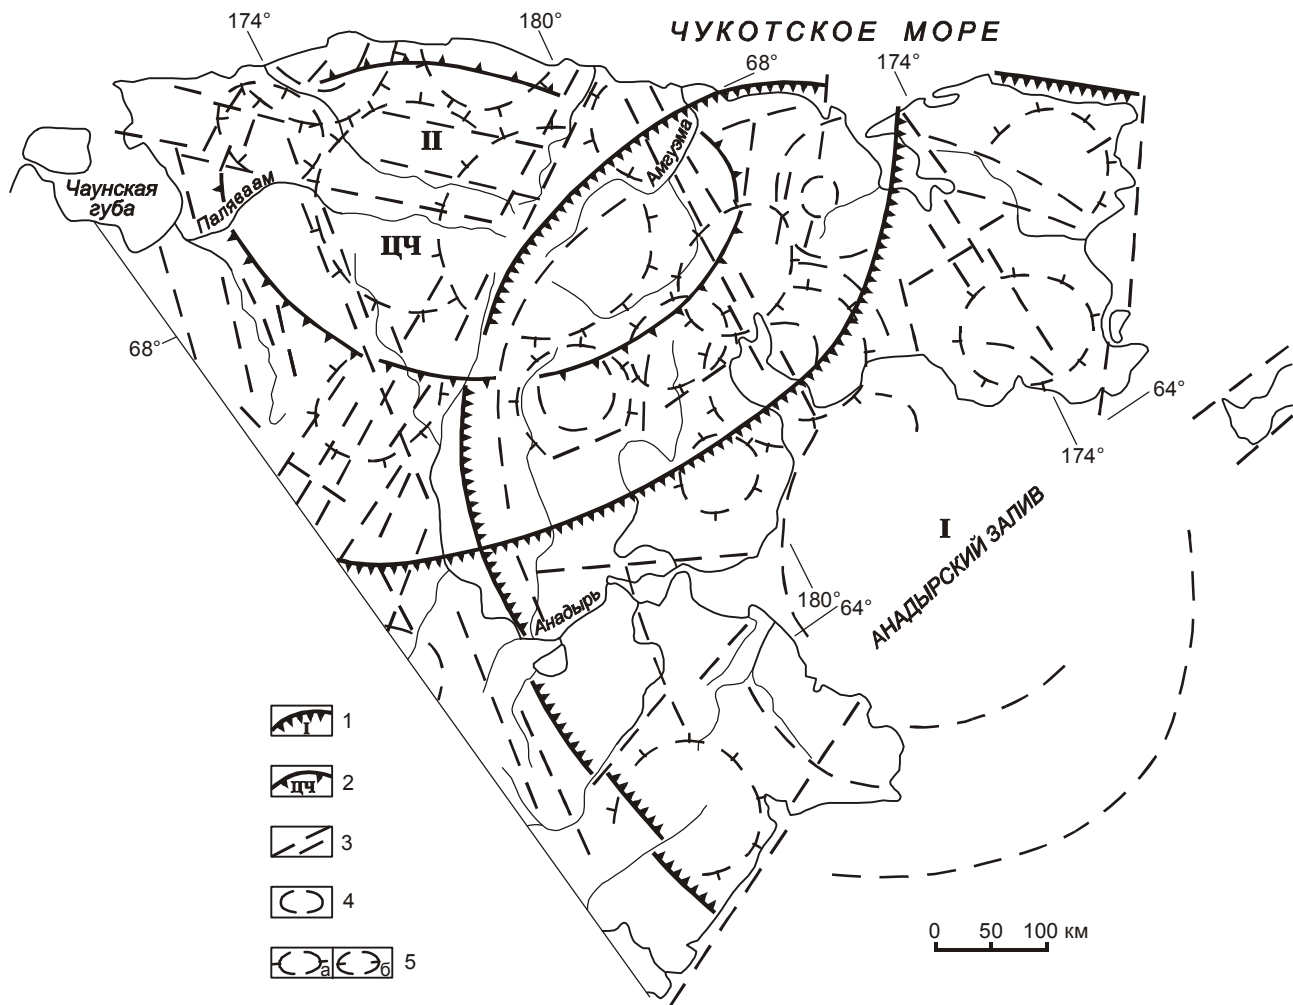 174°
180°
ЧУКОТСКОЕ МОРЕ
68°
174°
II
Амгуэма
Чаунская
губа
Паляваам
ЦЧ
68°
64°
174°
I
АНАДЫРСКИЙ ЗАЛИВ
180°
64°
Анадырь
I
1
ЦЧ
2
3
4
а
б
5
0 50 100 км